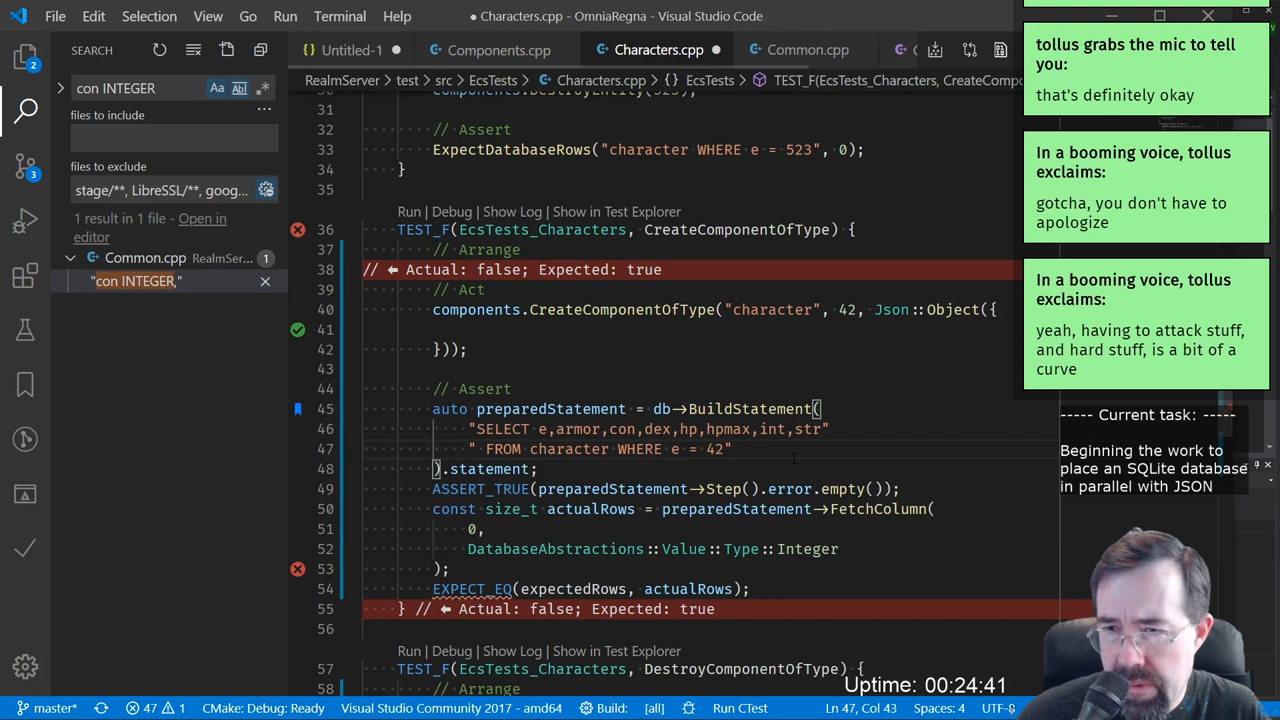 File Edit Selection View Go Run Terminal Help
● Characters.cpp - OmniaRegna - Visual Studio Code
SEARCH
con INTEGER
Aa
files to include
files to exclude
stage/**, LibreSSL/**, goog...
1 result in 1 file - Open in
editor
Common.cpp RealmSer... 1
"con INTEGER,"
2
3
Untitled-1 Components.cpp Characters.cpp Common.cpp
RealmServer > test > src > EcsTests > Characters.cpp > {} EcsTests > TEST_F(EcsTests_Characters, CreateCompo
31
32 // Assert
33 ExpectDatabaseRows("character WHERE e = 523", 0);
34 }
35
Run | Debug | Show Log | Show in Test Explorer
36 TEST_F(EcsTests_Characters, CreateComponentOfType) {
37 // Arrange
38 // 🡄 Actual: false; Expected: true
39 // Act
40 components.CreateComponentOfType("character", 42, Json::Object({
41
42 }));
43
44 // Assert
45 auto preparedStatement = db->BuildStatement(
46 "SELECT e,armor,con,dex,hp,hpmax,int,str"
47 " FROM character WHERE e = 42"
48 ).statement;
49 ASSERT_TRUE(preparedStatement->Step().error.empty());
50 const size_t actualRows = preparedStatement->FetchColumn(
51 0,
52 DatabaseAbstractions::Value::Type::Integer
53 );
54 EXPECT_EQ(expectedRows, actualRows);
55 } // 🡄 Actual: false; Expected: true
56
Run | Debug | Show Log | Show in Test Explorer
57 TEST_F(EcsTests_Characters, DestroyComponentOfType) {
58 // Arrange
tollus grabs the mic to tell
you:
that's definitely okay
In a booming voice, tollus
exclaims:
gotcha, you don't have to
apologize
In a booming voice, tollus
exclaims:
yeah, having to attack stuff,
and hard stuff, is a bit of a
curve
----- Current task: -----
Beginning the work to
place an SQLite database
in parallel with JSON
Uptime: 00:24:41
master* 47 1 CMake: Debug: Ready Visual Studio Community 2019 - amd64 Build: [all] Run CTest Ln 47, Col 43 Spaces: 4 UTF-8